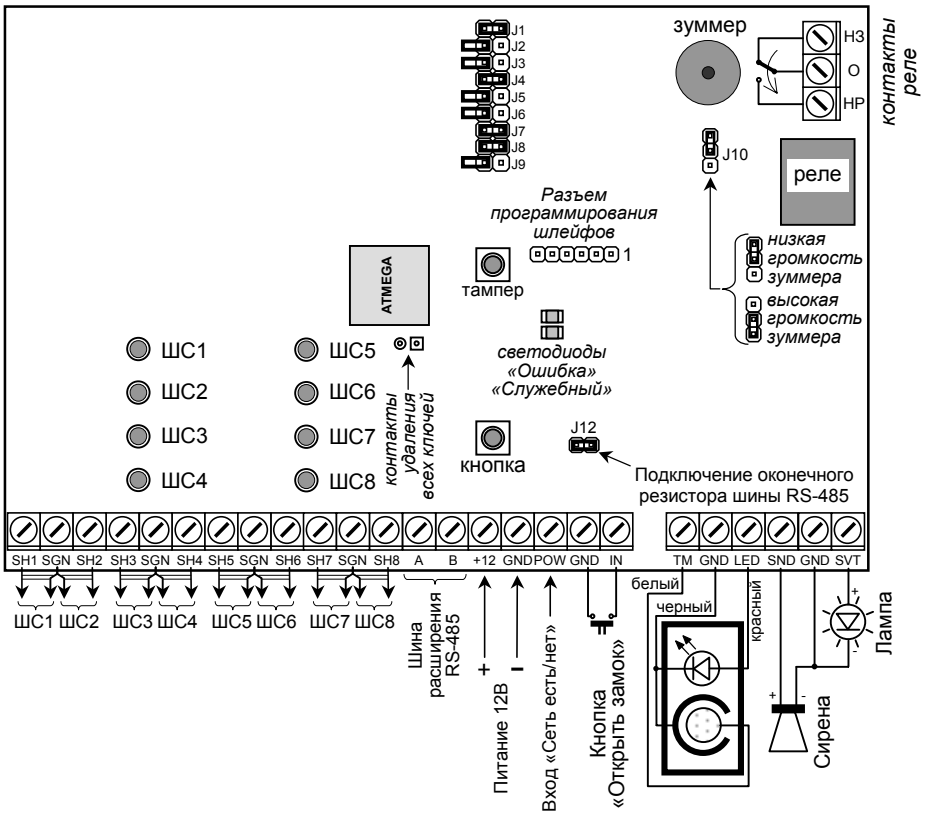 J1
J2
J3
J4
J5
J6
J7
J8
J9
зуммер
НЗ
О
НР
контакты
реле
J10
реле
Разъем
программирования
шлейфов
1
низкая
громкость
зуммера
высокая
громкость
зуммера
ATMEGA
тампер
светодиоды
«Ошибка»
«Служебный»
ШС1
ШС2
ШС3
ШС4
ШС5
ШС6
ШС7
ШС8
контакты
удаления
всех ключей
кнопка
J12
Подключение оконечного
резистора шины RS-485
SH1 SGN SH2 SH3 SGN SH4 SH5 SGN SH6 SH7 SGN SH8 A B +12 GND POW GND IN TM GND LED SND GND SVT
ШС1 ШС2 ШС3 ШС4 ШС5 ШС6 ШС7 ШС8
Шина
расширения
RS-485
+
–
Питание 12В
Вход «Сеть есть/нет»
Кнопка
«Открыть замок»
белый
черный
красный
+ -
Сирена
+
-
Лампа